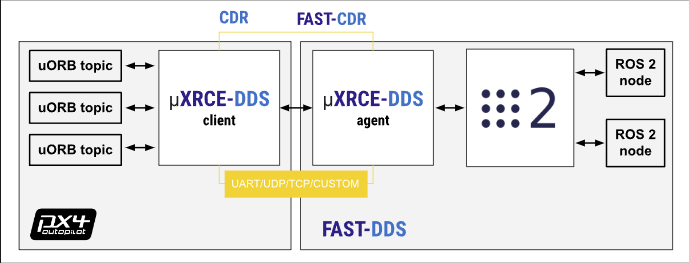 CDR FAST-CDR
uORB topic
uORB topic
uORB topic
µXRCE-DDS
client
µXRCE-DDS
agent
2
ROS 2
node
ROS 2
node
UART/UDP/TCP/CUSTOM
px4
autopilot
FAST-DDS